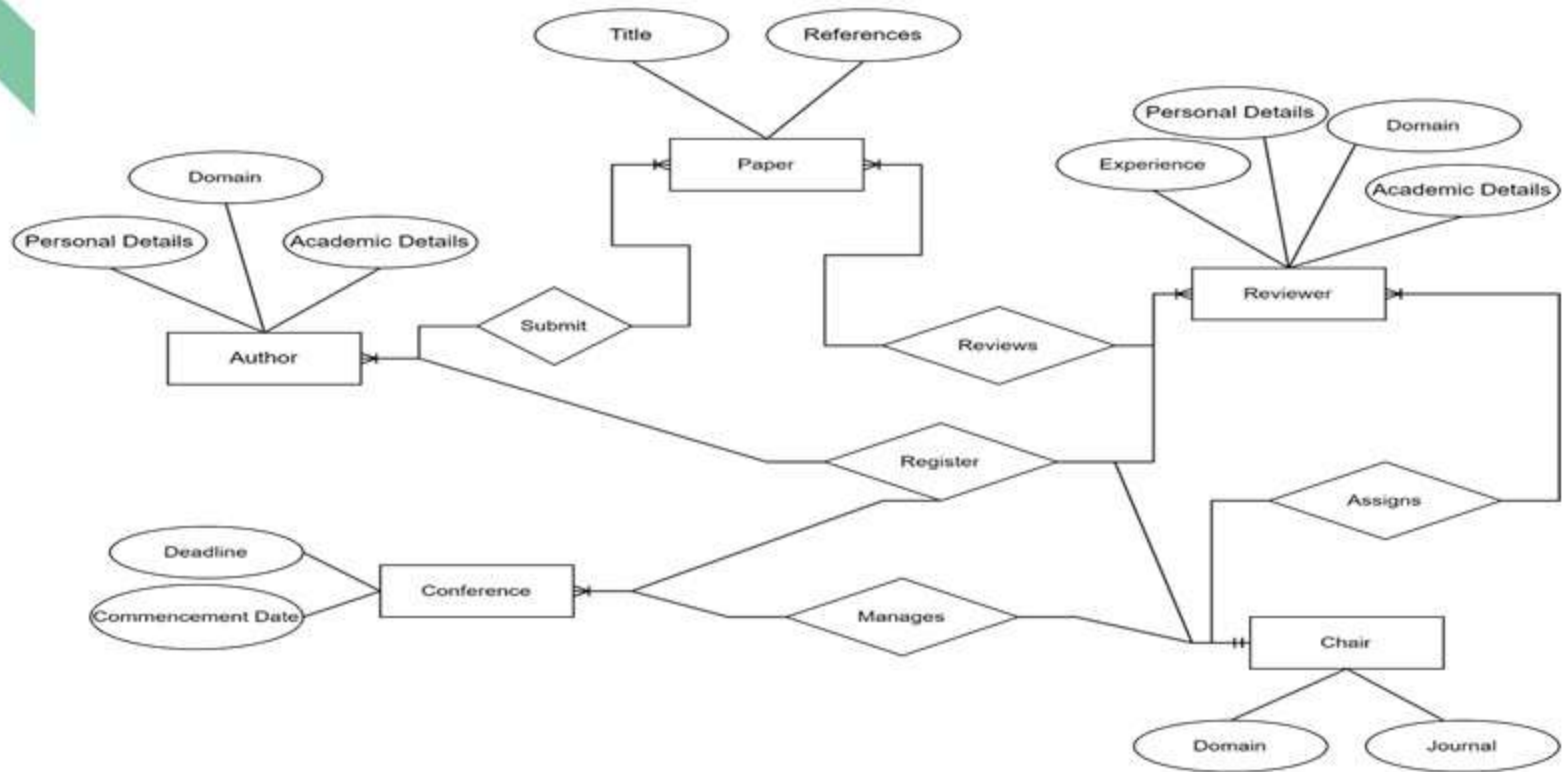 Title
References
Personal Details
Domain
Experience
Academic Details
Paper
Domain
Personal Details
Academic Details
Reviewer
Submit
Reviews
Author
Register
Assigns
Deadline
Conference
Commencement Date
Manages
Chair
Domain
Journal